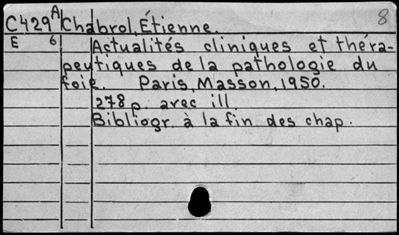 C429 A Chabrol, Étienne. 8
E 6 Actualités cliniques et théra-
peutiques de la pathologie du
foie. Paris, Masson, 1950.
278 p. avec ill.
Bibliogr. à la fin des chap.